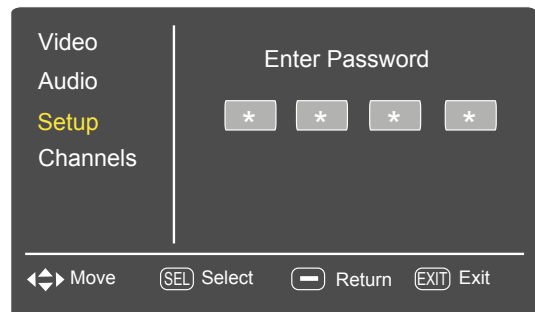 Video
Audio
Setup
Channels
Enter Password
* * * *
Move SEL Select Return EXIT Exit